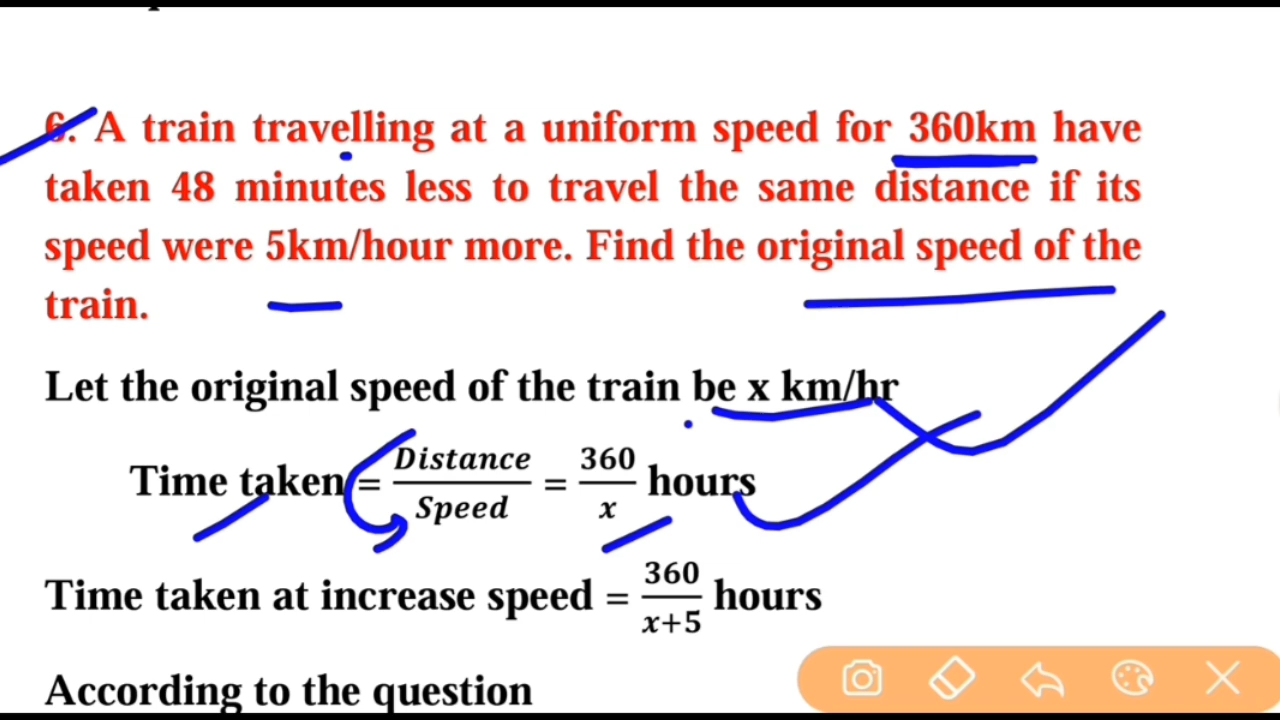 6. A train travelling at a uniform speed for 360km have
taken 48 minutes less to travel the same distance if its
speed were 5km/hour more. Find the original speed of the
train.
Let the original speed of the train be x km/hr
Time taken = Distance/Speed = 360/x hours
Time taken at increase speed = 360/x+5 hours
According to the question